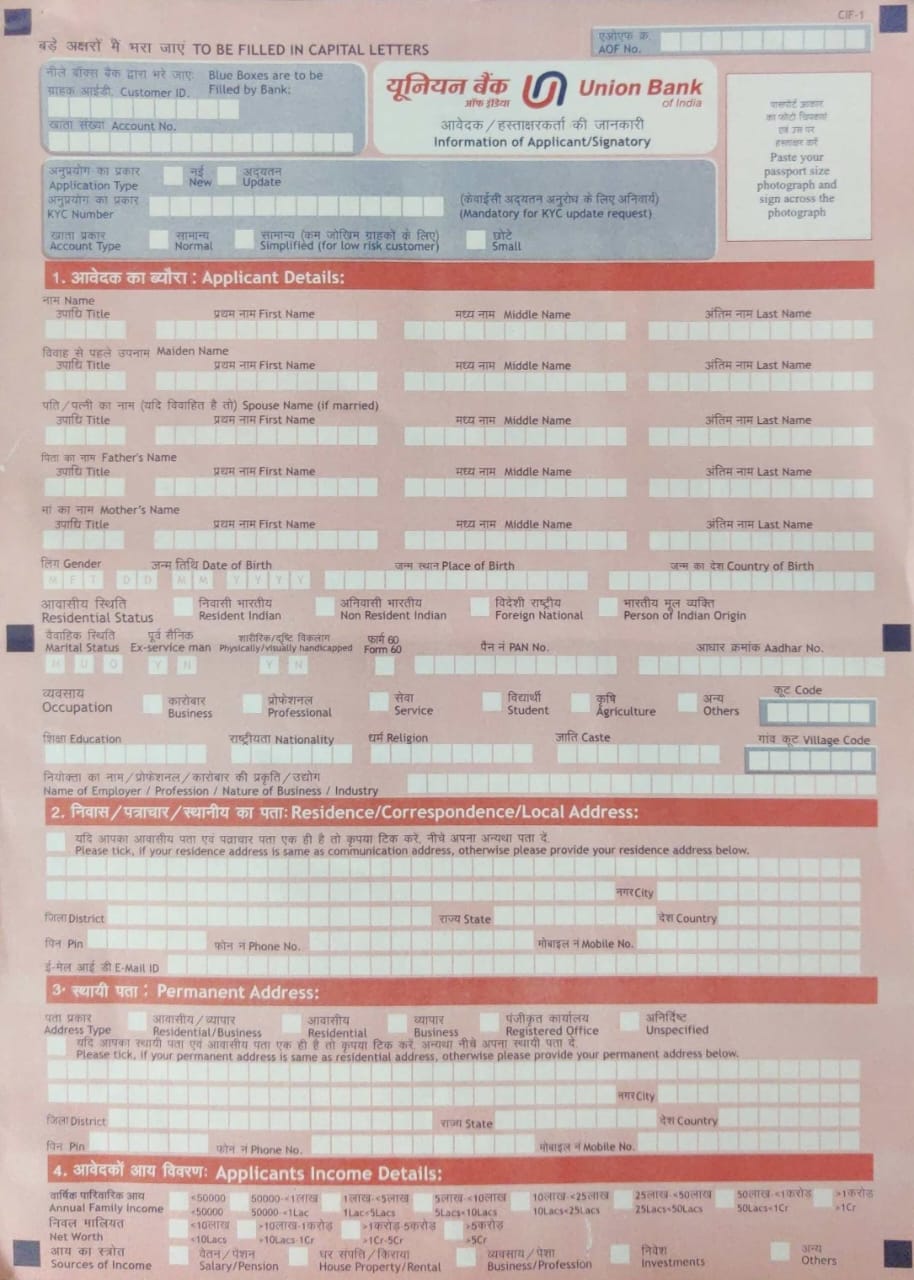 CIF-1
बड़े अक्षरों में भरा जाएं TO BE FILLED IN CAPITAL LETTERS
एओएफ क्र.
AOF No.
नीले बॉक्स बैंक द्वारा भरे जाएः Blue Boxes are to be
ग्राहक आईडी. Customer ID. Filled by Bank:
खाता संख्या Account No.
यूनियन बैंक Union Bank
ऑफ इंडिया of India
आवेदक / हस्ताक्षरकर्ता की जानकारी
Information of Applicant/Signatory
पासपोर्ट आकार
का फोटो चिपकाएं
एवं उस पर
हस्ताक्षर करें
Paste your
passport size
photograph and
sign across the
photograph
अनुप्रयोग का प्रकार नई अद्यतन
Application Type New Update
अनुप्रयोग का प्रकार (केवाईसी अद्यतन अनुरोध के लिए अनिवार्य)
KYC Number (Mandatory for KYC update request)
खाता प्रकार सामान्य सामान्य (कम जोखिम ग्राहकों के लिए) छोटे
Account Type Normal Simplified (for low risk customer) Small
1. आवेदक का ब्यौरा : Applicant Details:
नाम Name
उपाधि Title प्रथम नाम First Name मध्य नाम Middle Name अंतिम नाम Last Name
विवाह से पहले उपनाम Maiden Name
उपाधि Title प्रथम नाम First Name मध्य नाम Middle Name अंतिम नाम Last Name
पति/पत्नी का नाम (यदि विवाहित है तो) Spouse Name (if married)
उपाधि Title प्रथम नाम First Name मध्य नाम Middle Name अंतिम नाम Last Name
पिता का नाम Father's Name
उपाधि Title प्रथम नाम First Name मध्य नाम Middle Name अंतिम नाम Last Name
मां का नाम Mother's Name
उपाधि Title प्रथम नाम First Name मध्य नाम Middle Name अंतिम नाम Last Name
लिंग Gender जन्म तिथि Date of Birth जन्म स्थान Place of Birth जन्म का देश Country of Birth
M F T D D M M Y Y Y Y
आवासीय स्थिति निवासी भारतीय अनिवासी भारतीय विदेशी राष्ट्रीय भारतीय मूल व्यक्ति
Residential Status Resident Indian Non Resident Indian Foreign National Person of Indian Origin
वैवाहिक स्थिति पूर्व सैनिक शारीरिक/दृष्टि विकलांग फार्म 60
Marital Status Ex-service man Physically/visually handicapped Form 60 पैन नं PAN No. आधार क्रमांक Aadhar No.
M U O Y N Y N
व्यवसाय कारोबार प्रोफेशनल सेवा विद्यार्थी कृषि अन्य कूट Code
Occupation Business Professional Service Student Agriculture Others
शिक्षा Education राष्ट्रीयता Nationality धर्म Religion जाति Caste गांव कूट Village Code
नियोक्ता का नाम/प्रोफेशनल/कारोबार की प्रकृति/उद्योग
Name of Employer / Profession / Nature of Business / Industry
2. निवास/पत्राचार/स्थानीय का पताः Residence/Correspondence/Local Address:
यदि आपका आवासीय पता एवं पत्राचार पता एक ही है तो कृपया टिक करें, नीचे अपना अन्यथा पता दें.
Please tick, if your residence address is same as communication address, otherwise please provide your residence address below.
नगर City
जिला District राज्य State देश Country
पिन Pin फोन नं Phone No. मोबाइल नं Mobile No.
ई-मेल आई डी E-Mail ID
3. स्थायी पता : Permanent Address:
पता प्रकार आवासीय/व्यापार आवासीय व्यापार पंजीकृत कार्यालय अनिर्दिष्ट
Address Type Residential/Business Residential Business Registered Office Unspecified
यदि आपका स्थायी पता एवं आवासीय पता एक ही है तो कृपया टिक करें, अन्यथा नीचे अपना स्थायी पता दें.
Please tick, if your permanent address is same as residential address, otherwise please provide your permanent address below.
नगर City
जिला District राज्य State देश Country
पिन Pin फोन नं Phone No. मोबाइल नं Mobile No.
4. आवेदकों आय विवरणः Applicants Income Details:
वार्षिक पारिवारिक आय <50000 50000-<1लाख 1लाख-<5लाख 5लाख-<10लाख 10लाख-<25लाख 25लाख-<50लाख 50लाख-<1करोड़ >1करोड़
Annual Family Income <50000 50000-<1Lac 1Lac<5Lacs 5Lacs<10Lacs 10Lacs<25Lacs 25Lacs<50Lacs 50Lacs<1Cr >1Cr
निवल मालियत <10लाख >10लाख-1करोड़ >1करोड़-5करोड़ >5करोड़
Net Worth <10Lacs >10Lacs-1Cr >1Cr-5Cr >5Cr
आय का स्त्रोत वेतन/पेंशन घर संपत्ति/किराया व्यवसाय/पेशा निवेश अन्य
Sources of Income Salary/Pension House Property/Rental Business/Profession Investments Others